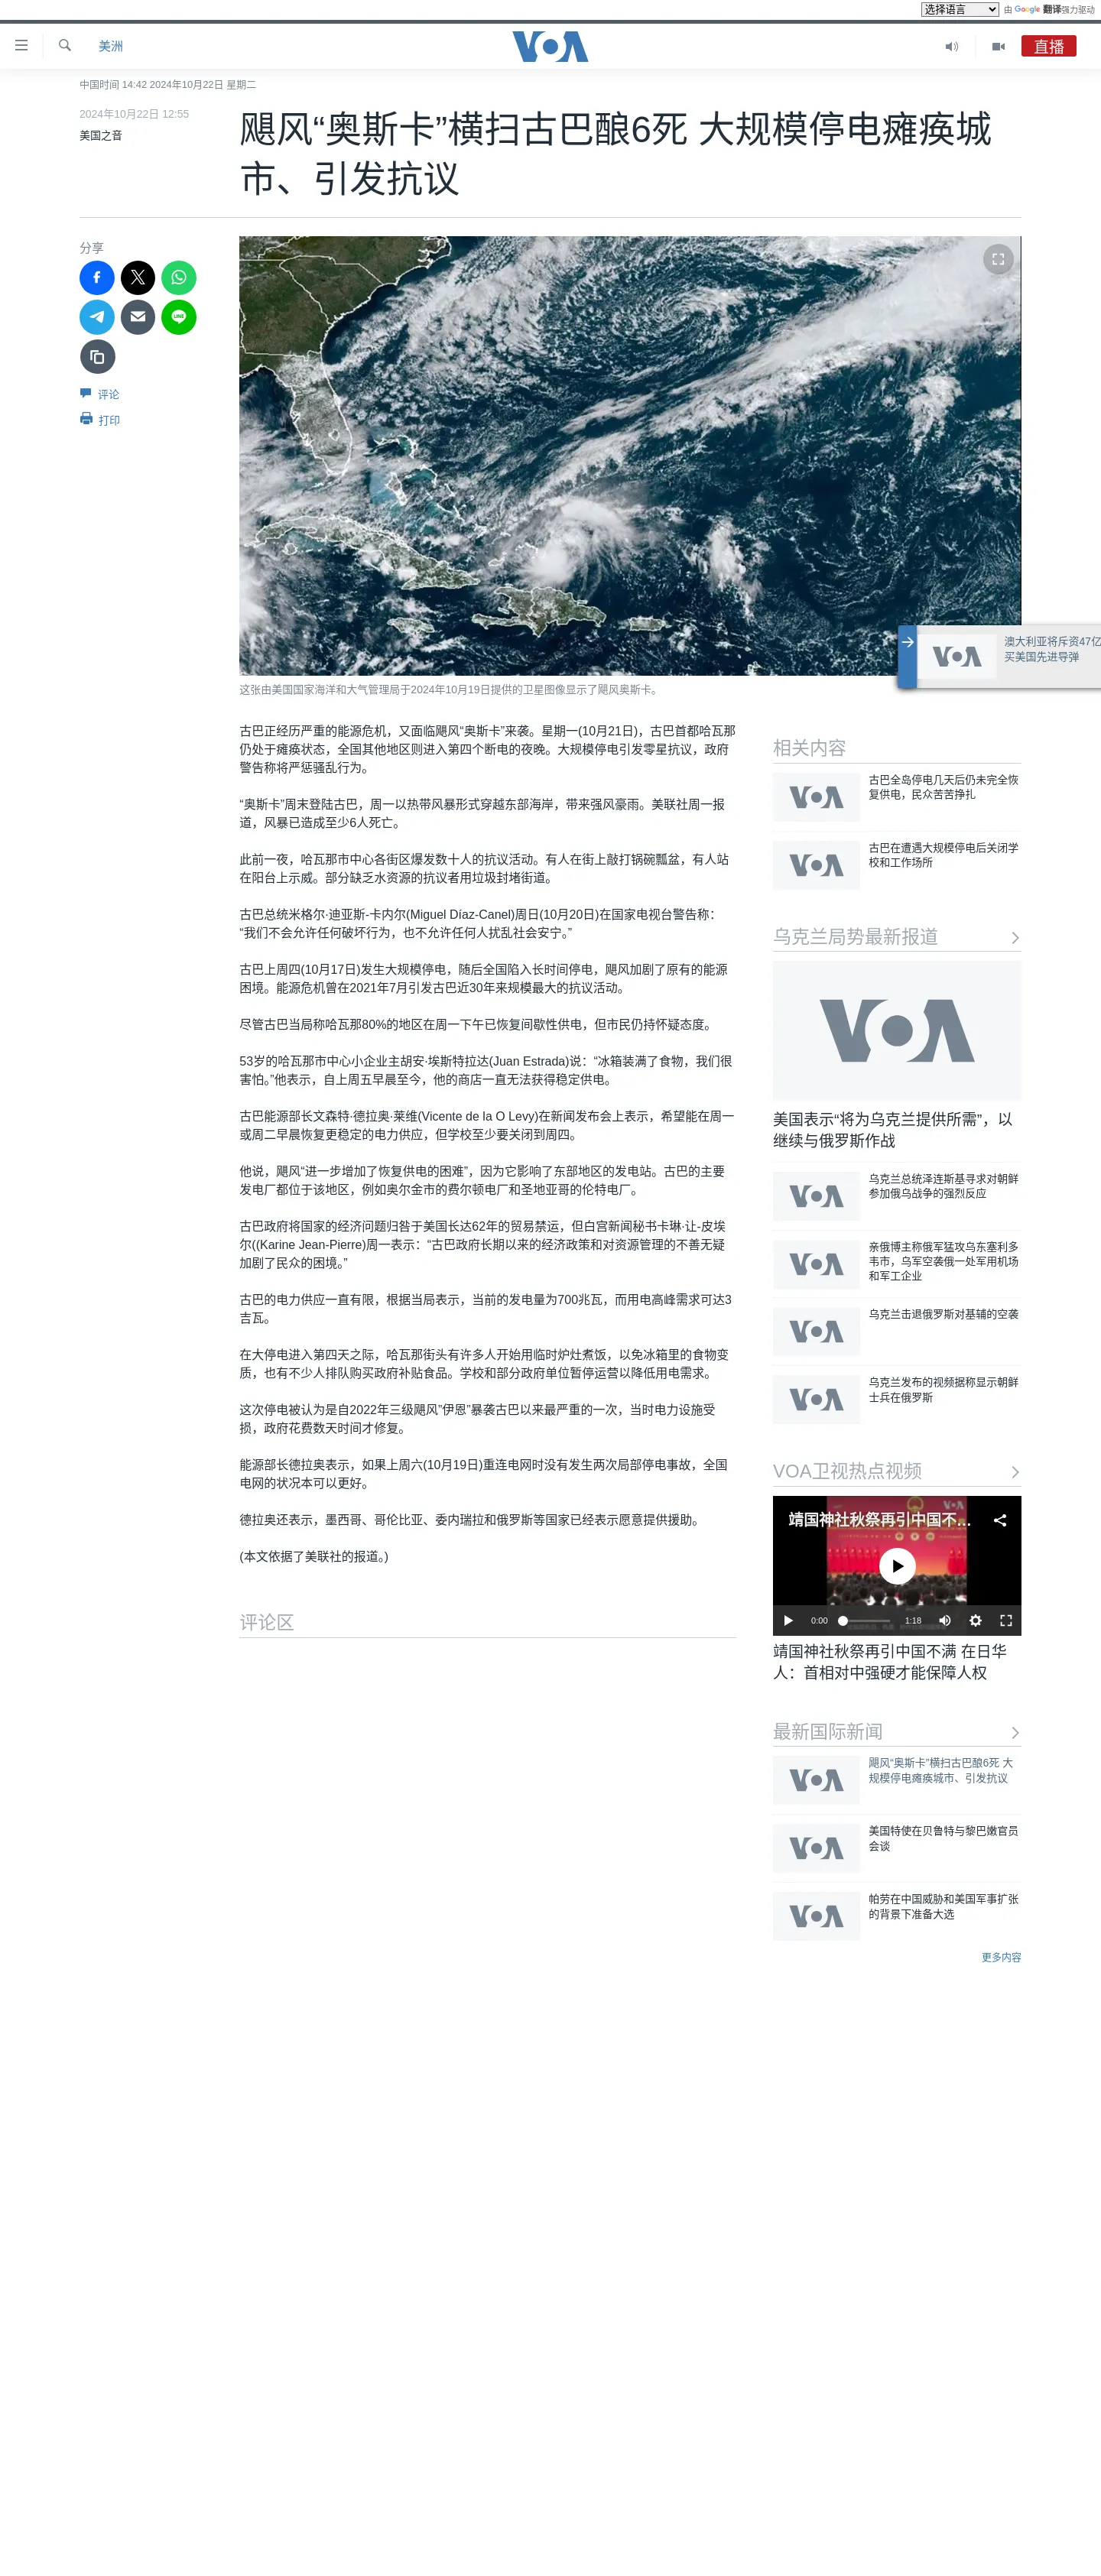 选择语言 由 Google 翻译强力驱动
美洲
VOA
直播
中国时间 14:42 2024年10月22日 星期二
2024年10月22日 12:55
美国之音
飓风“奥斯卡”横扫古巴酿6死 大规模停电瘫痪城
市、引发抗议
分享
LINE
评论
打印
这张由美国国家海洋和大气管理局于2024年10月19日提供的卫星图像显示了飓风奥斯卡。
VOA
澳大利亚将斥资47亿
买美国先进导弹
古巴正经历严重的能源危机，又面临飓风“奥斯卡”来袭。星期一(10月21日)，古巴首都哈瓦那
仍处于瘫痪状态，全国其他地区则进入第四个断电的夜晚。大规模停电引发零星抗议，政府
警告称将严惩骚乱行为。
“奥斯卡”周末登陆古巴，周一以热带风暴形式穿越东部海岸，带来强风豪雨。美联社周一报
道，风暴已造成至少6人死亡。
此前一夜，哈瓦那市中心各街区爆发数十人的抗议活动。有人在街上敲打锅碗瓢盆，有人站
在阳台上示威。部分缺乏水资源的抗议者用垃圾封堵街道。
古巴总统米格尔·迪亚斯-卡内尔(Miguel Díaz-Canel)周日(10月20日)在国家电视台警告称：
“我们不会允许任何破坏行为，也不允许任何人扰乱社会安宁。”
古巴上周四(10月17日)发生大规模停电，随后全国陷入长时间停电，飓风加剧了原有的能源
困境。能源危机曾在2021年7月引发古巴近30年来规模最大的抗议活动。
尽管古巴当局称哈瓦那80%的地区在周一下午已恢复间歇性供电，但市民仍持怀疑态度。
53岁的哈瓦那市中心小企业主胡安·埃斯特拉达(Juan Estrada)说：“冰箱装满了食物，我们很
害怕。”他表示，自上周五早晨至今，他的商店一直无法获得稳定供电。
古巴能源部长文森特·德拉奥·莱维(Vicente de la O Levy)在新闻发布会上表示，希望能在周一
或周二早晨恢复更稳定的电力供应，但学校至少要关闭到周四。
他说，飓风“进一步增加了恢复供电的困难”，因为它影响了东部地区的发电站。古巴的主要
发电厂都位于该地区，例如奥尔金市的费尔顿电厂和圣地亚哥的伦特电厂。
古巴政府将国家的经济问题归咎于美国长达62年的贸易禁运，但白宫新闻秘书卡琳·让-皮埃
尔((Karine Jean-Pierre)周一表示：“古巴政府长期以来的经济政策和对资源管理的不善无疑
加剧了民众的困境。”
古巴的电力供应一直有限，根据当局表示，当前的发电量为700兆瓦，而用电高峰需求可达3
吉瓦。
在大停电进入第四天之际，哈瓦那街头有许多人开始用临时炉灶煮饭，以免冰箱里的食物变
质，也有不少人排队购买政府补贴食品。学校和部分政府单位暂停运营以降低用电需求。
这次停电被认为是自2022年三级飓风“伊恩”暴袭古巴以来最严重的一次，当时电力设施受
损，政府花费数天时间才修复。
能源部长德拉奥表示，如果上周六(10月19日)重连电网时没有发生两次局部停电事故，全国
电网的状况本可以更好。
德拉奥还表示，墨西哥、哥伦比亚、委内瑞拉和俄罗斯等国家已经表示愿意提供援助。
(本文依据了美联社的报道。)
评论区
相关内容
VOA
古巴全岛停电几天后仍未完全恢
复供电，民众苦苦挣扎
VOA
古巴在遭遇大规模停电后关闭学
校和工作场所
乌克兰局势最新报道
VOA
美国表示“将为乌克兰提供所需”，以
继续与俄罗斯作战
VOA
乌克兰总统泽连斯基寻求对朝鲜
参加俄乌战争的强烈反应
VOA
亲俄博主称俄军猛攻乌东塞利多
韦市，乌军空袭俄一处军用机场
和军工企业
VOA
乌克兰击退俄罗斯对基辅的空袭
VOA
乌克兰发布的视频据称显示朝鲜
士兵在俄罗斯
VOA卫视热点视频
VOA
靖国神社秋祭再引中国不...
0:00 1:18
靖国神社秋祭再引中国不满 在日华
人：首相对中强硬才能保障人权
最新国际新闻
VOA
飓风“奥斯卡”横扫古巴酿6死 大
规模停电瘫痪城市、引发抗议
VOA
美国特使在贝鲁特与黎巴嫩官员
会谈
VOA
帕劳在中国威胁和美国军事扩张
的背景下准备大选
更多内容